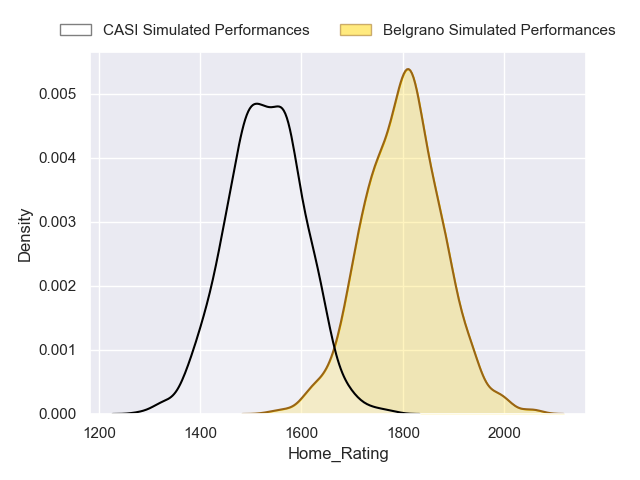 CASI Simulated Performances Belgrano Simulated Performances
0.005
0.004
0.003
0.002
0.001
0.000
Density
1200 1400 1600 1800 2000
Home_Rating